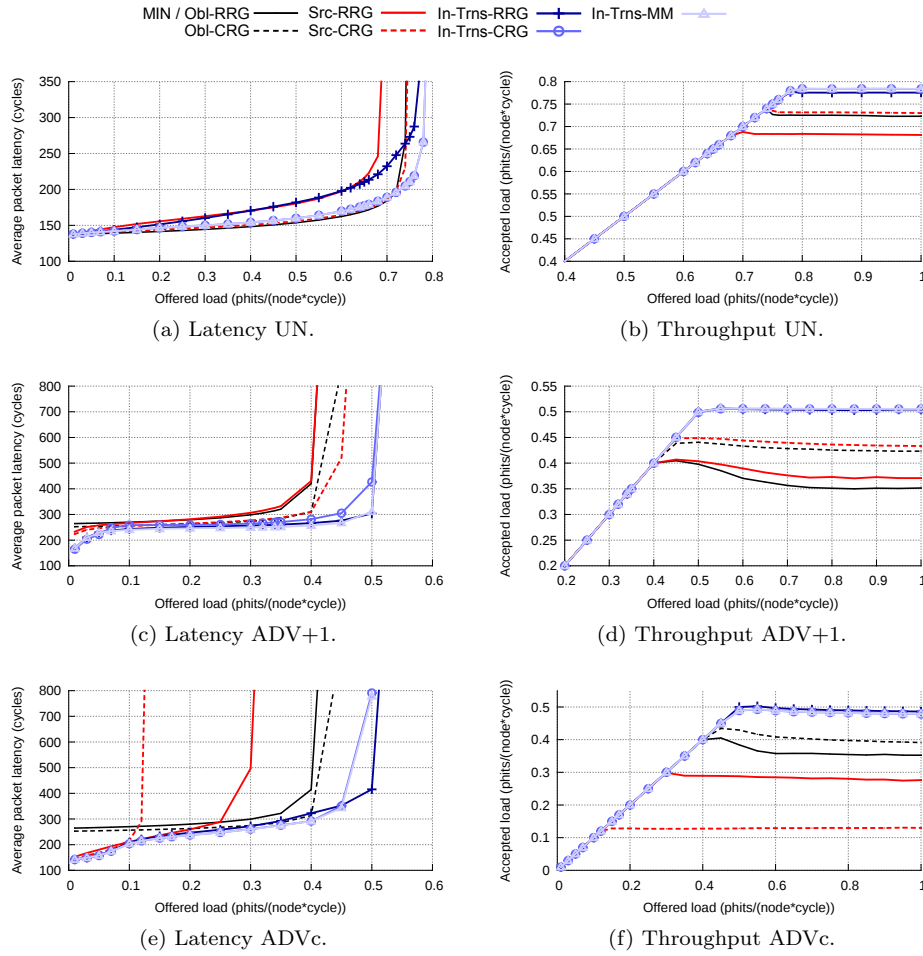 MIN / Obl-RRG Src-RRG In-Trns-RRG In-Trns-MM
Obl-CRG Src-CRG In-Trns-CRG
Average packet latency (cycles)
350
300
250
200
150
100
0 0.1 0.2 0.3 0.4 0.5 0.6 0.7 0.8
Offered load (phits/(node*cycle))
(a) Latency UN.
Accepted load (phits/(node*cycle))
0.8
0.75
0.7
0.65
0.6
0.55
0.5
0.45
0.4
0.4 0.5 0.6 0.7 0.8 0.9 1
Offered load (phits/(node*cycle))
(b) Throughput UN.
Average packet latency (cycles)
800
700
600
500
400
300
200
100
0 0.1 0.2 0.3 0.4 0.5 0.6
Offered load (phits/(node*cycle))
(c) Latency ADV+1.
Accepted load (phits/(node*cycle))
0.55
0.5
0.45
0.4
0.35
0.3
0.25
0.2
0.2 0.3 0.4 0.5 0.6 0.7 0.8 0.9 1
Offered load (phits/(node*cycle))
(d) Throughput ADV+1.
Average packet latency (cycles)
800
700
600
500
400
300
200
100
0 0.1 0.2 0.3 0.4 0.5 0.6
Offered load (phits/(node*cycle))
(e) Latency ADVc.
Accepted load (phits/(node*cycle))
0.5
0.4
0.3
0.2
0.1
0
0 0.2 0.4 0.6 0.8 1
Offered load (phits/(node*cycle))
(f) Throughput ADVc.